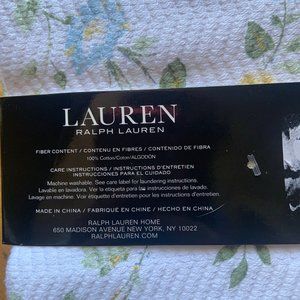 LAUREN
RALPH LAUREN
FIBER CONTENT / CONTENU EN FIBRES / CONTENIDO DE FIBRA
100% Cotton/Coton/ALGODÓN
CARE INSTRUCTIONS / INSTRUCTIONS D'ENTRETIEN
INSTRUCCIONES PARA EL CUIDADO
Machine washable. See care label for laundering instructions.
Lavable en lavadora. Ver la etiqueta para las instrucciones de lavado.
Lavage en machine. Voir étiquette d'entretien pour les instructions d'entretien.
MADE IN CHINA / FABRIQUÉ EN CHINE / HECHO EN CHINA
RALPH LAUREN HOME
650 MADISON AVENUE NEW YORK, NY 10022
RALPHLAUREN.COM